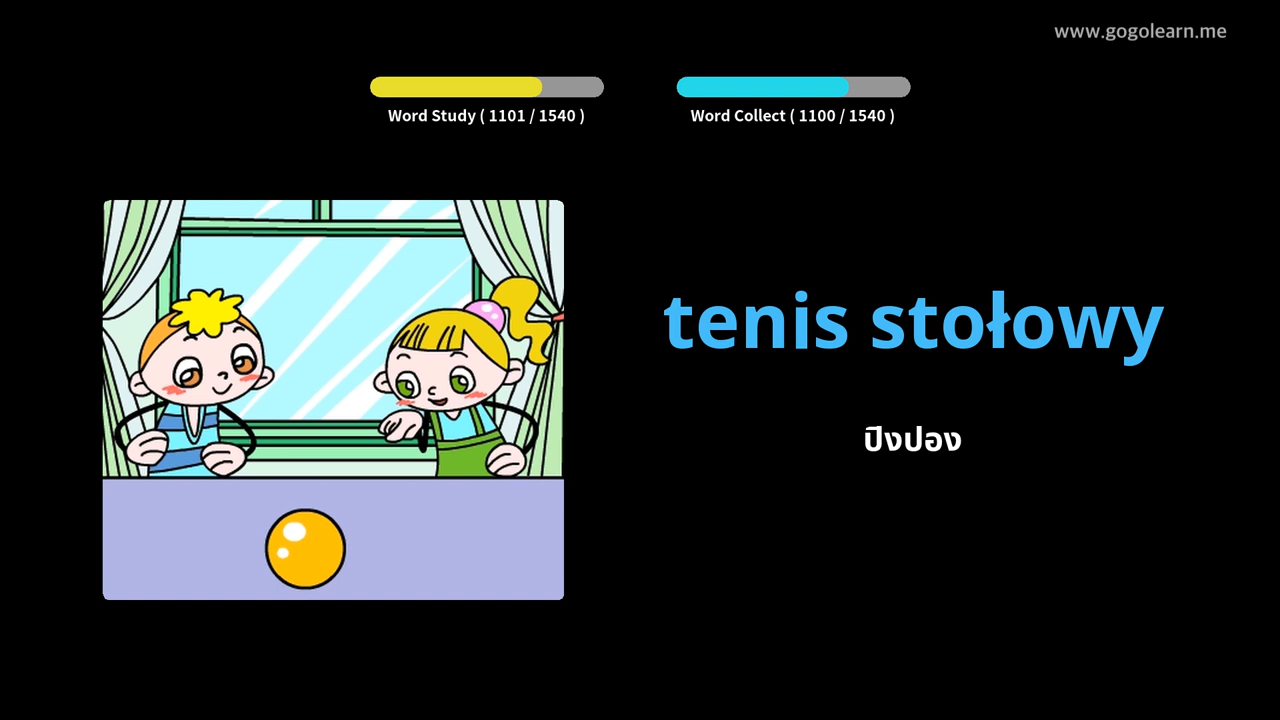 www.gogolearn.me
Word Study ( 1101 / 1540 )
Word Collect ( 1100 / 1540 )
tenis stołowy
ปิงปอง